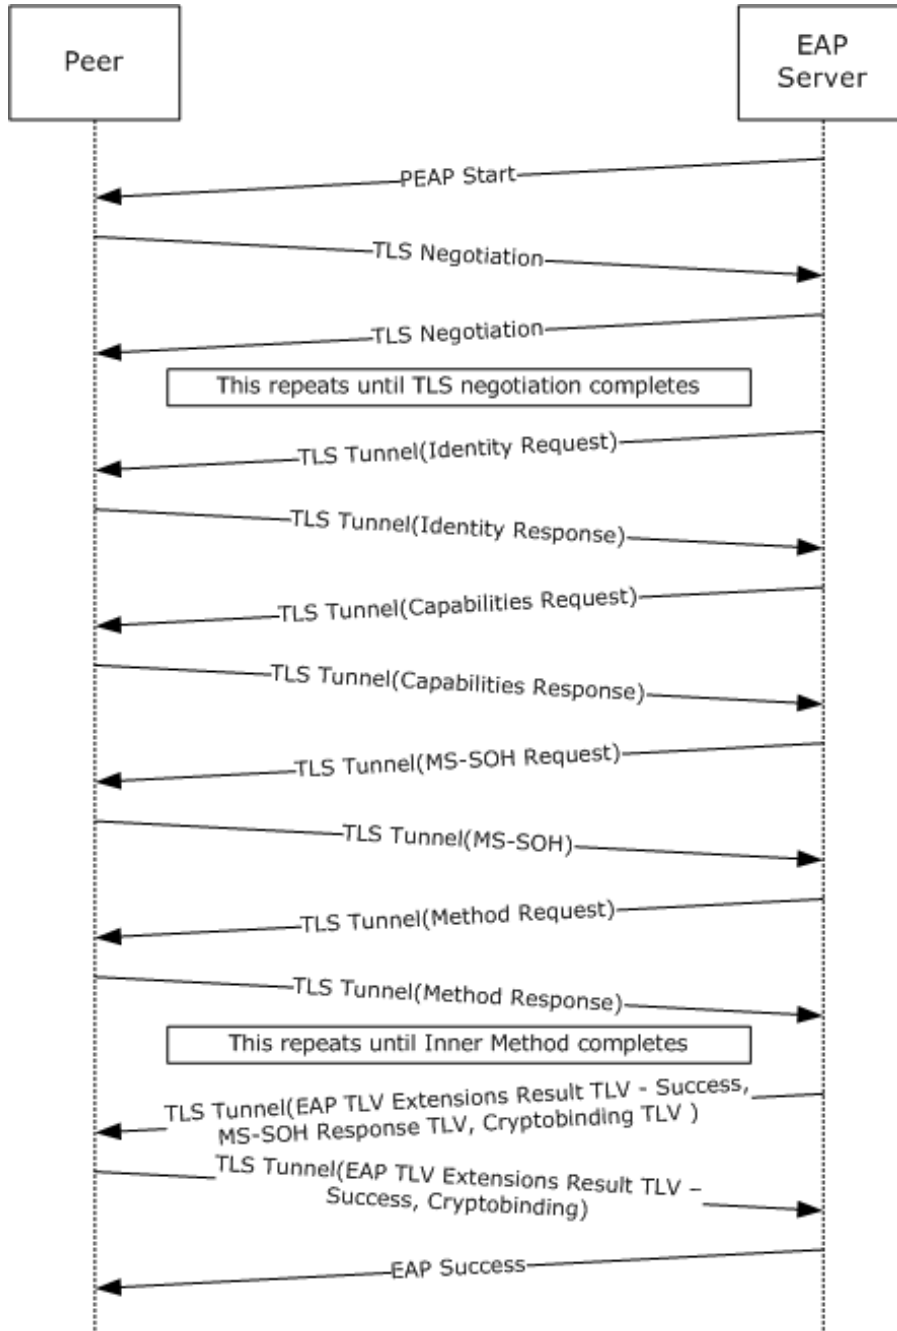 Peer
EAP
Server
PEAP Start
TLS Negotiation
TLS Negotiation
This repeats until TLS negotiation completes
TLS Tunnel(Identity Request)
TLS Tunnel(Identity Response)
TLS Tunnel(Capabilities Request)
TLS Tunnel(Capabilities Response)
TLS Tunnel(MS-SOH Request)
TLS Tunnel(MS-SOH)
TLS Tunnel(Method Request)
TLS Tunnel(Method Response)
This repeats until Inner Method completes
TLS Tunnel(EAP TLV Extensions Result TLV - Success,
MS-SOH Response TLV, Cryptobinding TLV )
TLS Tunnel(EAP TLV Extensions Result TLV –
Success, Cryptobinding)
EAP Success